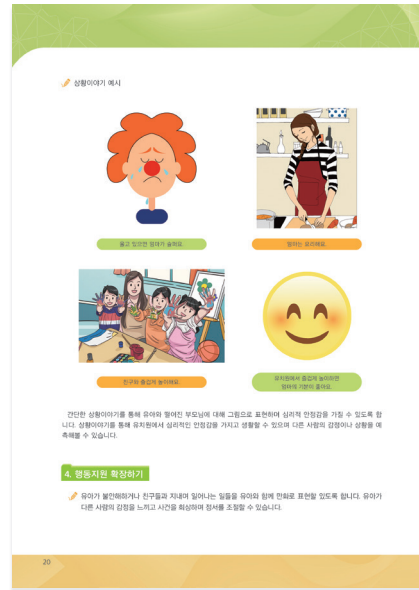 상황이야기 예시
울고 있으면 엄마가 슬퍼요.
엄마는 요리해요.
친구와 즐겁게 놀이해요.
유치원에서 즐겁게 놀이하면
엄마께 기분이 좋아요.
간단한 상황이야기를 통해 유아와 떨어진 부모님에 대해 그림으로 표현하며 심리적 안정감을 가질 수 있도록 합
니다. 상황이야기를 통해 유치원에서 심리적인 안정감을 가지고 생활할 수 있으며 다른 사람의 감정이나 상황을 예
측해볼 수 있습니다.
4. 행동지원 확장하기
유아가 불안해하거나 친구들과 지내며 일어나는 일들을 유아와 함께 만화로 표현할 있도록 합니다. 유아가
다른 사람의 감정을 느끼고 사건을 회상하며 정서를 조절할 수 있습니다.
20